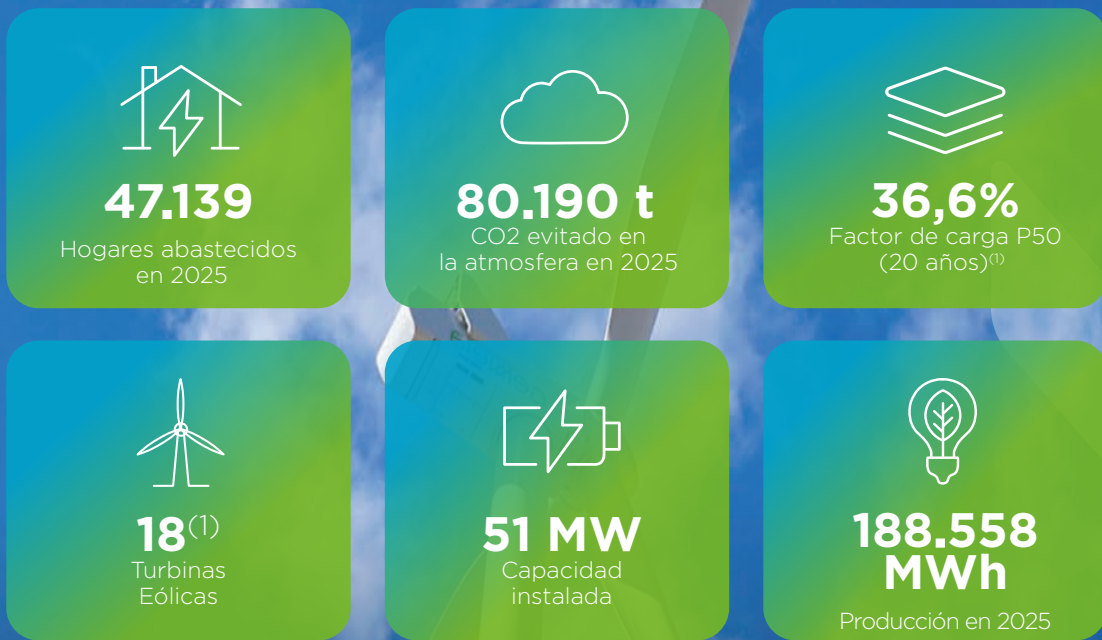 47.139
Hogares abastecidos
en 2025
80.190 t
CO2 evitado en
la atmosfera en 2025
36,6%
Factor de carga P50
(20 años)(1)
18(1)
Turbinas
Eólicas
51 MW
Capacidad
instalada
188.558
MWh
Producción en 2025